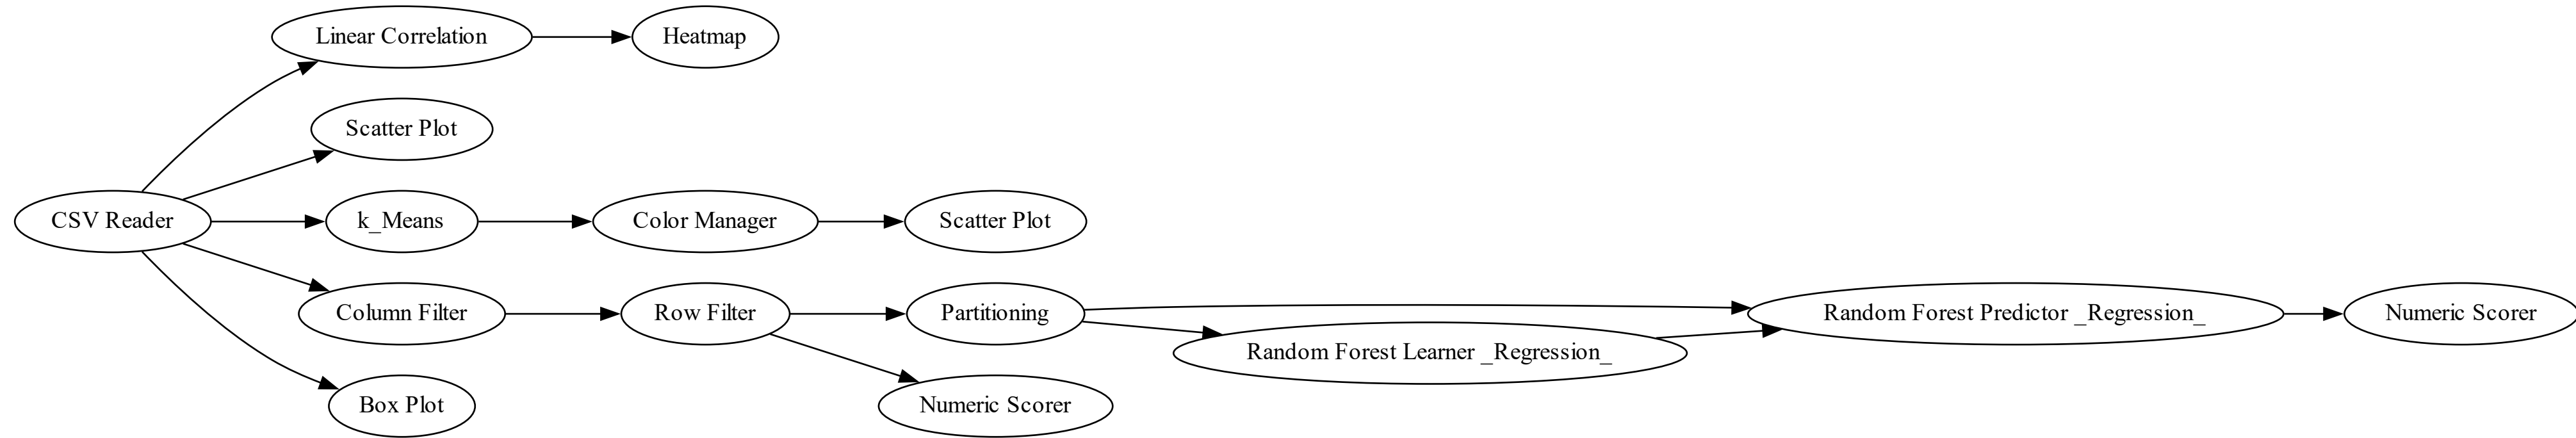 Linear Correlation
Heatmap
Scatter Plot
CSV Reader
k_Means
Color Manager
Scatter Plot
Column Filter
Row Filter
Partitioning
Random Forest Predictor _Regression_
Numeric Scorer
Random Forest Learner _Regression_
Box Plot
Numeric Scorer